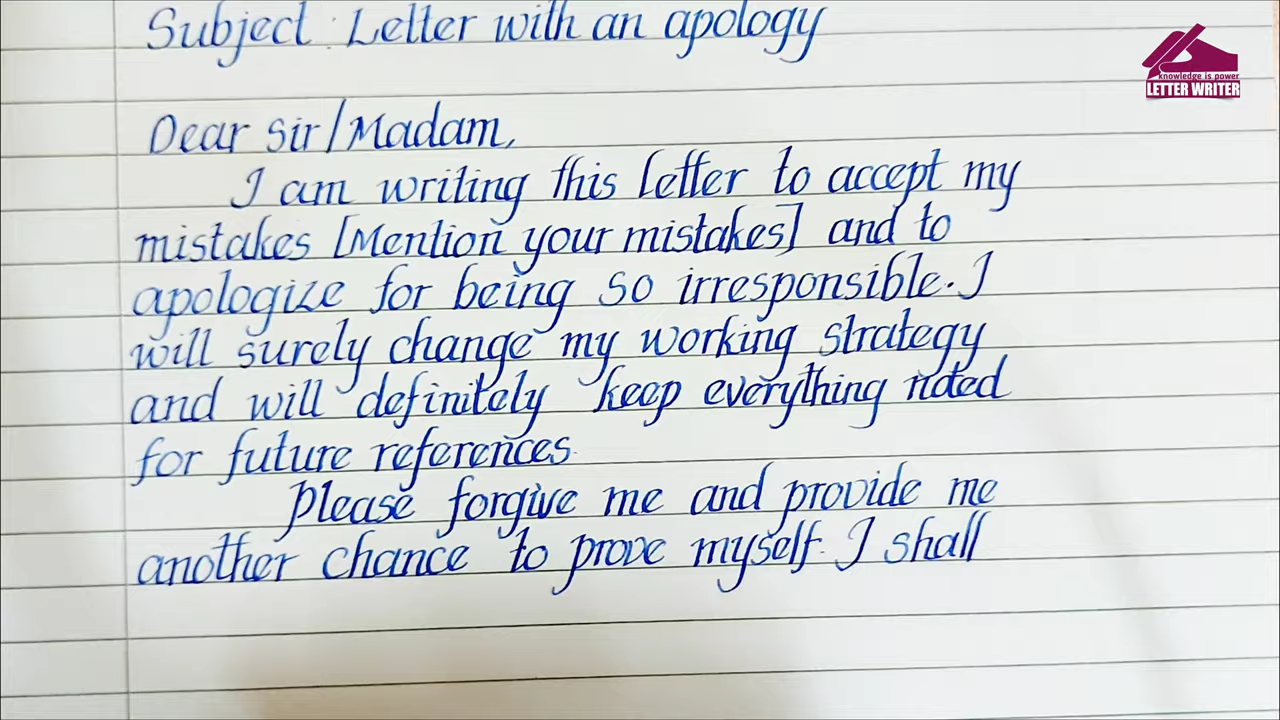 Subject : Letter with an apology
knowledge is power
LETTER WRITER
Dear Sir/Madam,
I am writing this letter to accept my
mistakes [Mention your mistakes] and to
apologize for being so irresponsible. I
will surely change my working strategy
and will definitely keep everything noted
for future references.
Please forgive me and provide me
another chance to prove myself. I shall